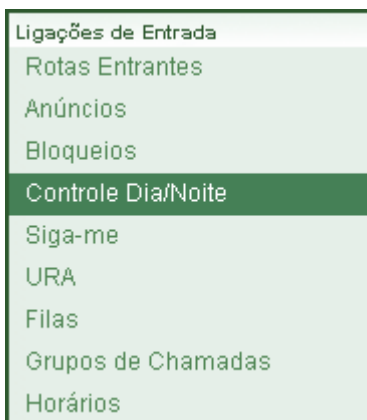 Ligações de Entrada
Rotas Entrantes
Anúncios
Bloqueios
Controle Dia/Noite
Siga-me
URA
Filas
Grupos de Chamadas
Horários